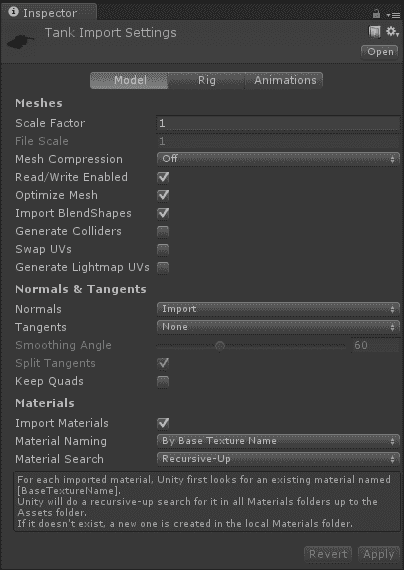 Inspector
Tank Import Settings
Open
Model Rig Animations
Meshes
Scale Factor 1
File Scale 1
Mesh Compression Off
Read/Write Enabled
Optimize Mesh
Import BlendShapes
Generate Colliders
Swap UVs
Generate Lightmap UVs
Normals & Tangents
Normals Import
Tangents None
Smoothing Angle 60
Split Tangents
Keep Quads
Materials
Import Materials
Material Naming By Base Texture Name
Material Search Recursive-Up
For each imported material, Unity first looks for an existing material named
[BaseTextureName].
Unity will do a recursive-up search for it in all Materials folders up to the
Assets folder.
If it doesn't exist, a new one is created in the local Materials folder.
Revert Apply